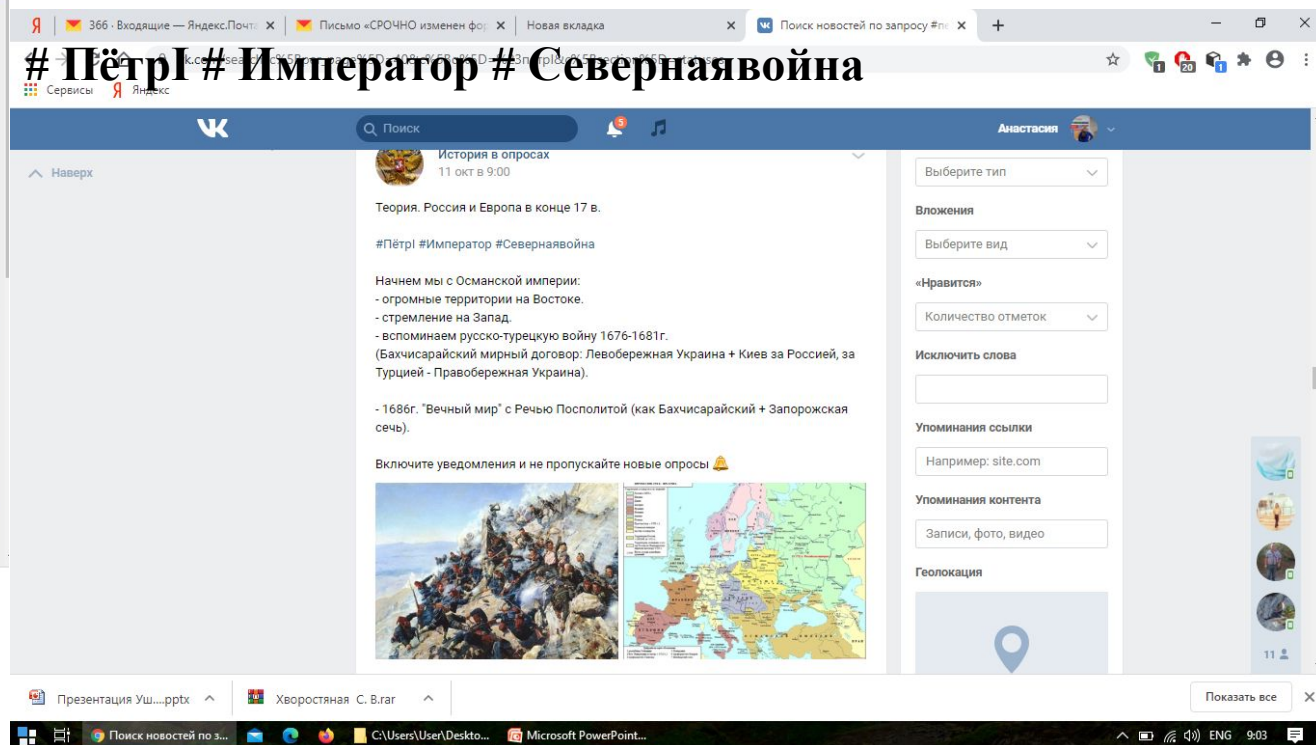 366 · Входящие — Яндекс.Почта
Письмо «СРОЧНО изменен фор
Новая вкладка
Поиск новостей по запросу #пе
# ПётрI # Император # Севернаявойна
Сервисы
Яндекс
Поиск
5
Анастасия
Наверх
История в опросах
11 окт в 9:00
Теория. Россия и Европа в конце 17 в.
#ПётрI #Император #Севернаявойна
Начнем мы с Османской империи:
- огромные территории на Востоке.
- стремление на Запад.
- вспоминаем русско-турецкую войну 1676-1681г.
(Бахчисарайский мирный договор: Левобережная Украина + Киев за Россией, за
Турцией - Правобережная Украина).
- 1686г. "Вечный мир" с Речью Посполитой (как Бахчисарайский + Запорожская
сечь).
Включите уведомления и не пропускайте новые опросы
Выберите тип
Вложения
Выберите вид
«Нравится»
Количество отметок
Исключить слова
Упоминания ссылки
Например: site.com
Упоминания контента
Записи, фото, видео
Геолокация
11
Презентация Уш....pptx
Хворостяная С. В.rar
Показать все
Поиск новостей по з...
C:\Users\User\Deskto...
Microsoft PowerPoint...
ENG
9:03